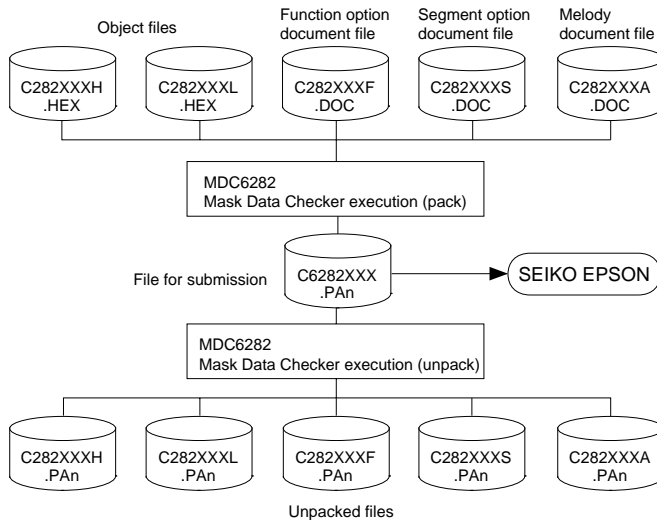 Object files
Function option
document file
Segment option
document file
Melody
document file
C282XXXH
.HEX
C282XXXL
.HEX
C282XXXF
.DOC
C282XXXS
.DOC
C282XXXA
.DOC
MDC6282
Mask Data Checker execution (pack)
File for submission
C6282XXX
.PAn
SEIKO EPSON
MDC6282
Mask Data Checker execution (unpack)
C282XXXH
.PAn
C282XXXL
.PAn
C282XXXF
.PAn
C282XXXS
.PAn
C282XXXA
.PAn
Unpacked files